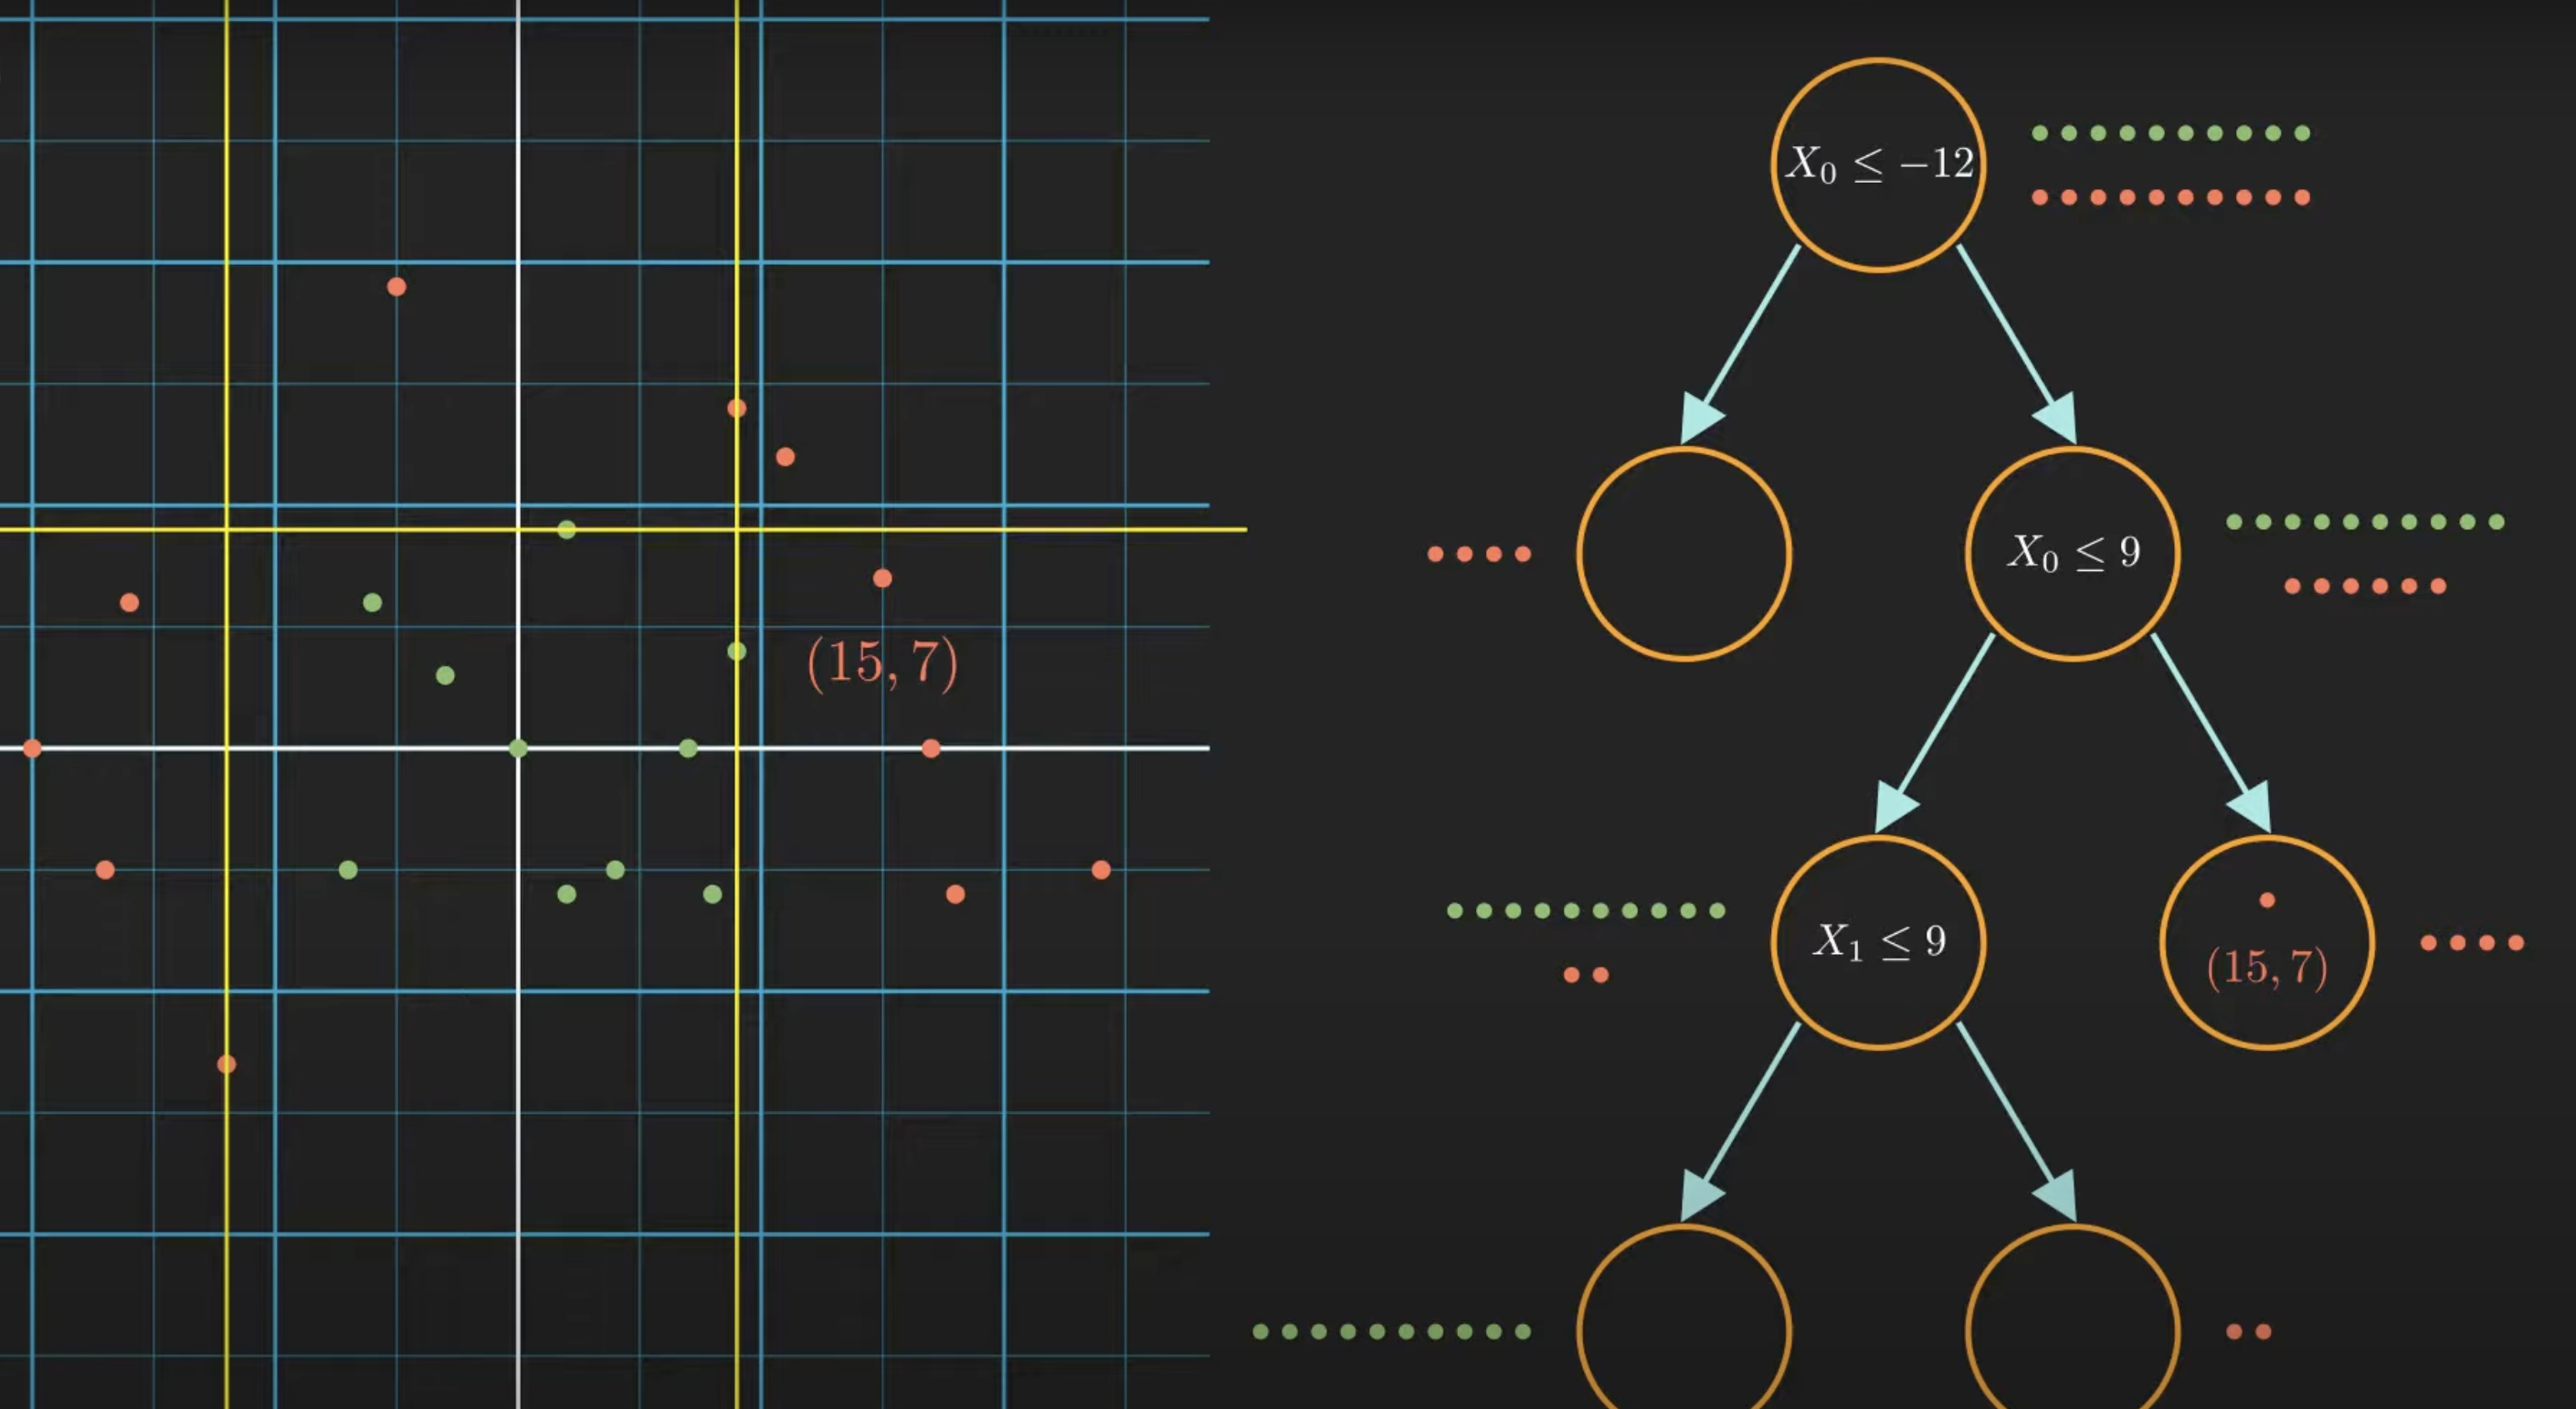 X₀ ≤ −12
X₀ ≤ 9
(15, 7)
X₁ ≤ 9
(15, 7)